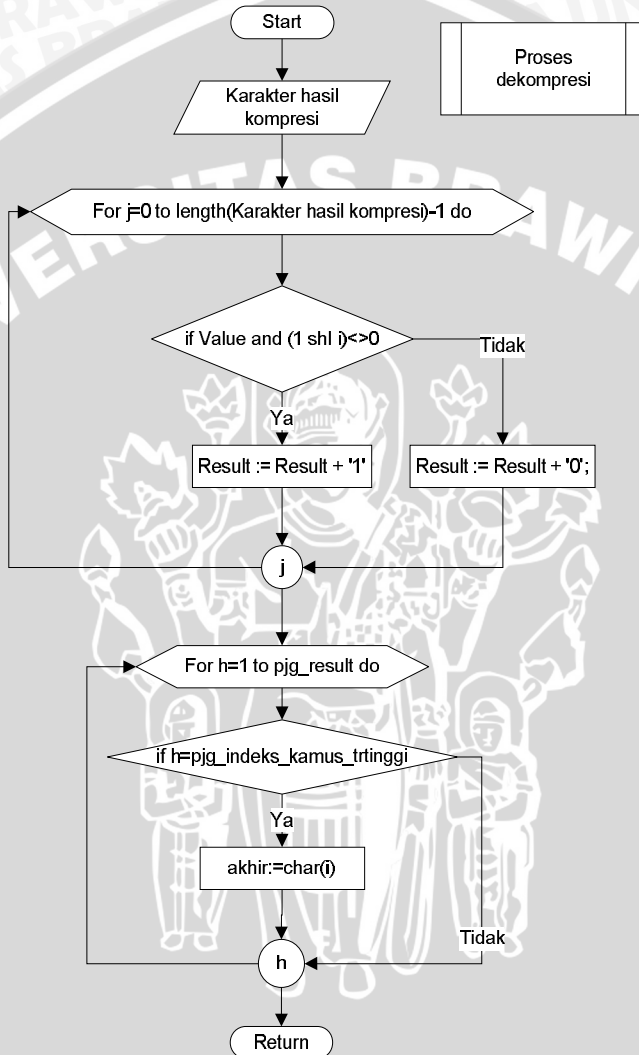 Start
Proses
dekompresi
Karakter hasil
kompresi
For j=0 to length(Karakter hasil kompresi)-1 do
if Value and (1 shl i)<>0
Tidak
Ya
Result := Result + '1'
Result := Result + '0';
j
For h=1 to pjg_result do
if h=pjg_indeks_kamus_trtinggi
Ya
akhir:=char(i)
Tidak
h
Return